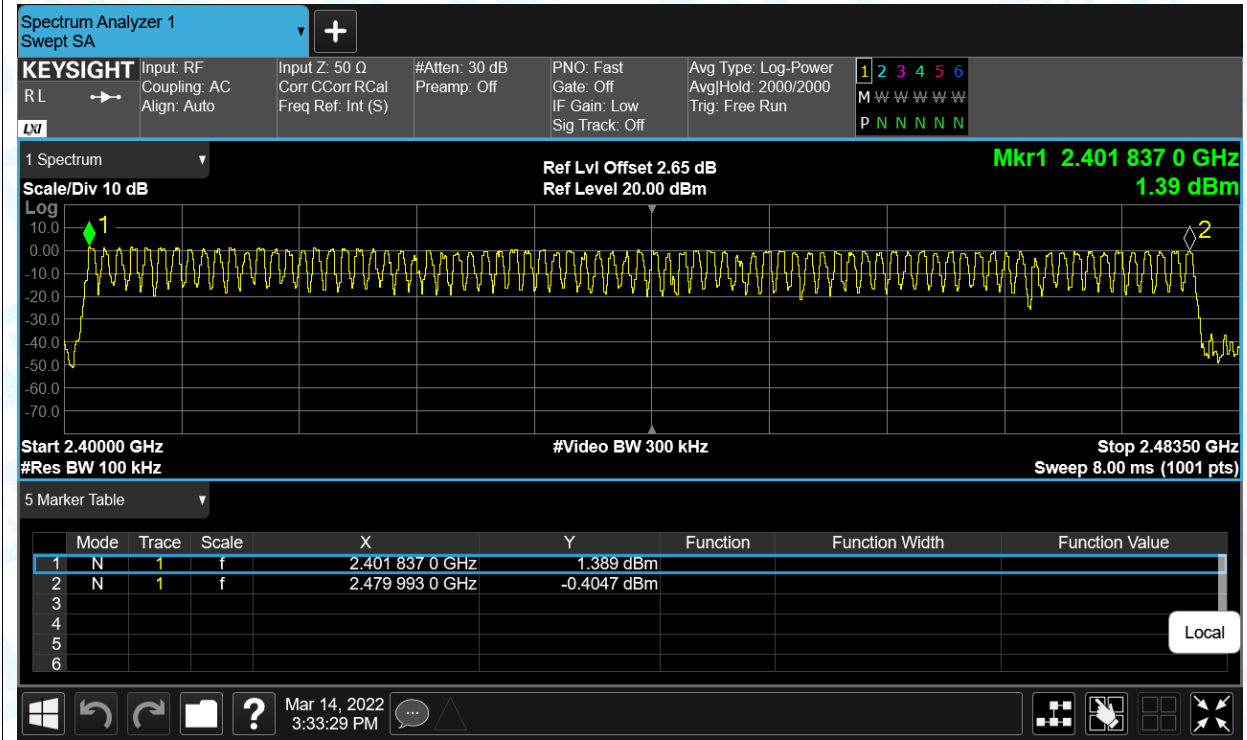 Spectrum Analyzer 1
Swept SA
+
KEYSIGHT Input: RF Input Z: 50 Ω #Atten: 30 dB PNO: Fast Avg Type: Log-Power 1 2 3 4 5 6
R L Coupling: AC Corr CCorr RCal Preamp: Off Gate: Off Avg|Hold: 2000/2000 M W W W W W
Align: Auto Freq Ref: Int (S) IF Gain: Low Trig: Free Run
LXI Sig Track: Off P N N N N N
1 Spectrum
Ref Lvl Offset 2.65 dB Mkr1 2.401 837 0 GHz
Scale/Div 10 dB Ref Level 20.00 dBm 1.39 dBm
Log
10.0 1 2
0.00
-10.0
-20.0
-30.0
-40.0
-50.0
-60.0
-70.0
Start 2.40000 GHz #Video BW 300 kHz Stop 2.48350 GHz
#Res BW 100 kHz Sweep 8.00 ms (1001 pts)
5 Marker Table
Mode Trace Scale X Y Function Function Width Function Value
1 N 1 f 2.401 837 0 GHz 1.389 dBm
2 N 1 f 2.479 993 0 GHz -0.4047 dBm
3
4
5
6
Local
? Mar 14, 2022
3:33:29 PM